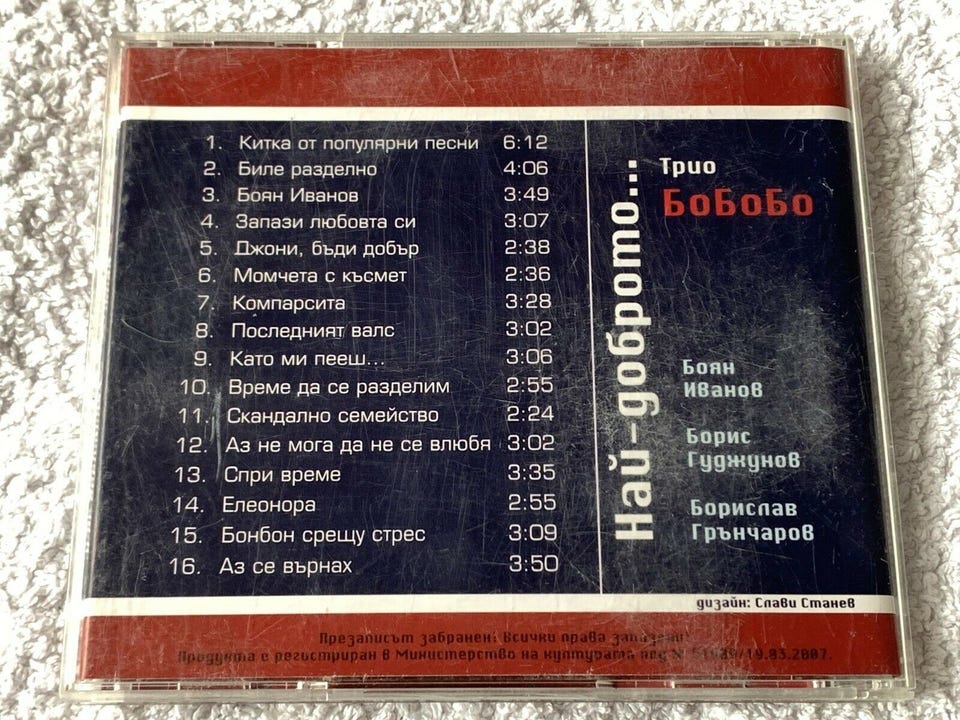 1. Китка от популярни песни 6:12
2. Биле разделно 4:06
3. Боян Иванов 3:49
4. Запази любовта си 3:07
5. Джони, бъди добър 2:38
6. Момчета с късмет 2:36
7. Компарсита 3:28
8. Последният валс 3:02
9. Като ми пееш... 3:06
10. Време да се разделим 2:55
11. Скандално семейство 2:24
12. Аз не мога да не се влюбя 3:02
13. Спри време 3:35
14. Елеонора 2:55
15. Бонбон срещу стрес 3:09
16. Аз се върнах 3:50
Най-доброто...
Трио
БоБоБо
Боян
Иванов
Борис
Гуджунов
Борислав
Грънчаров
дизайн: Слави Станев
Презаписът забранен! Всички права запазени!
Продукта е регистриран в Министерство на културата под №